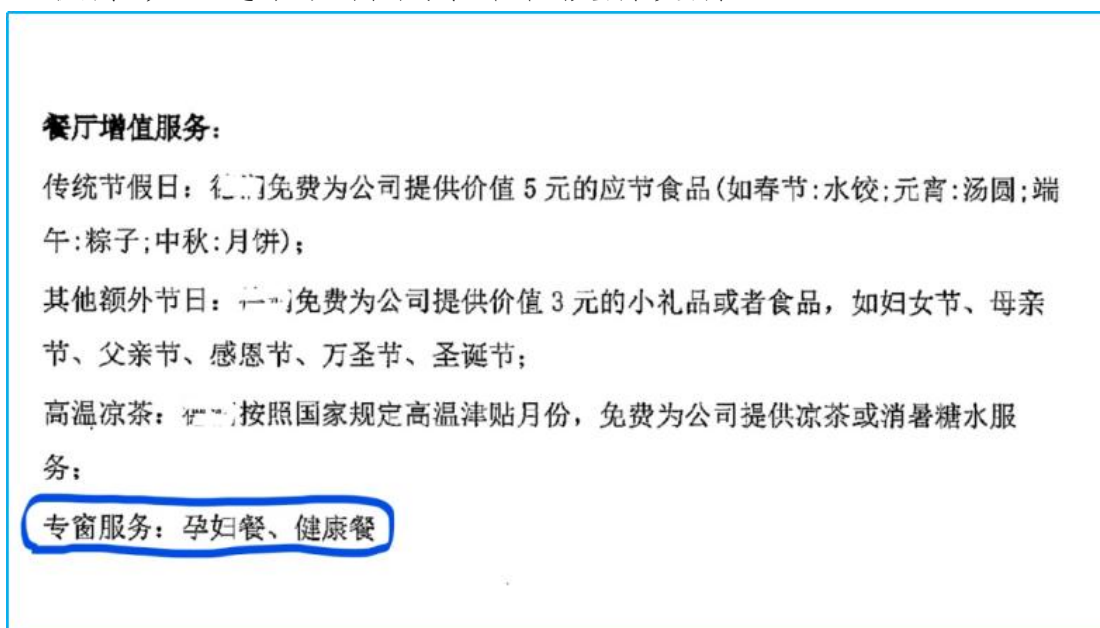 餐厅增值服务：
传统节假日：免费为公司提供价值 5 元的应节食品(如春节:水饺;元宵:汤圆;端
午:粽子;中秋:月饼)；
其他额外节日：免费为公司提供价值 3 元的小礼品或者食品，如妇女节、母亲
节、父亲节、感恩节、万圣节、圣诞节；
高温凉茶：按照国家规定高温津贴月份，免费为公司提供凉茶或消暑糖水服
务；
专窗服务：孕妇餐、健康餐